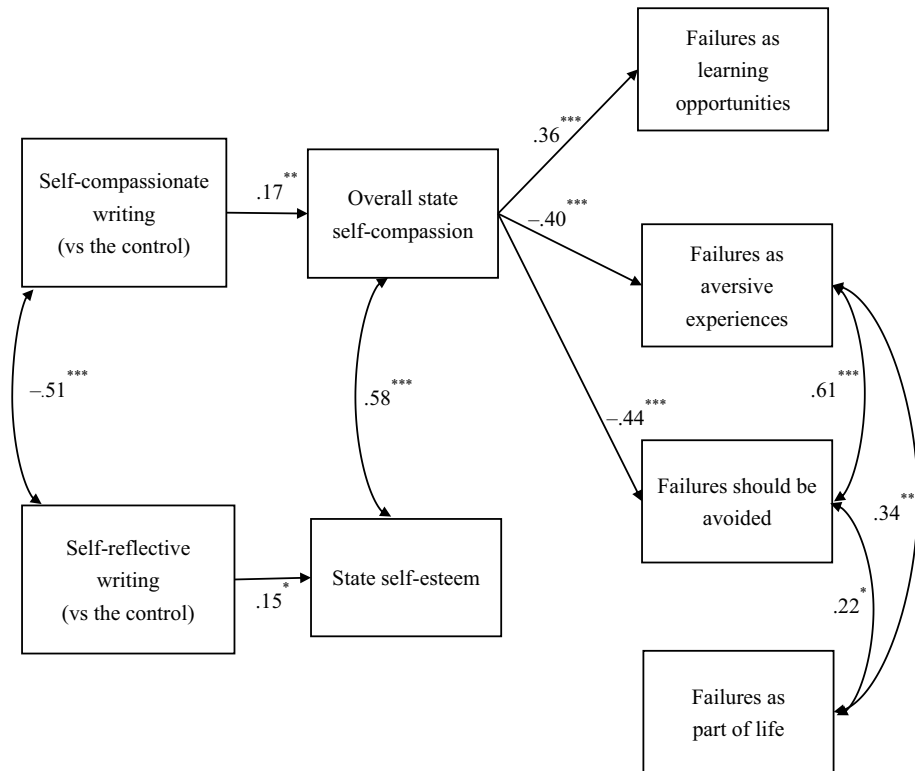 Failures as
learning
opportunities
.36***
Self-compassionate
writing
(vs the control)
.17**
Overall state
self-compassion
–.40***
Failures as
aversive
experiences
–.51***
.58***
.61***
–.44***
Failures should be
avoided
.34**
Self-reflective
writing
(vs the control)
.15*
State self-esteem
.22*
Failures as
part of life